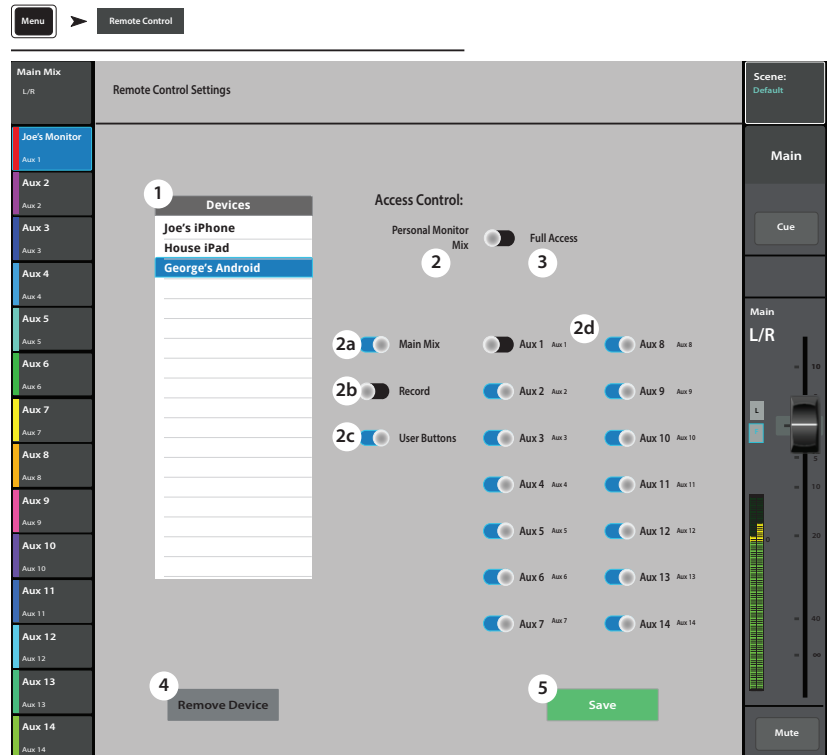 Menu
Remote Control
Main Mix
L/R
Remote Control Settings
Scene:
Default
Joe's Monitor
Aux 1
Aux 2
Aux 2
Aux 3
Aux 3
Aux 4
Aux 4
Aux 5
Aux 5
Aux 6
Aux 6
Aux 7
Aux 7
Aux 8
Aux 8
Aux 9
Aux 9
Aux 10
Aux 10
Aux 11
Aux 11
Aux 12
Aux 12
Aux 13
Aux 13
Aux 14
Aux 14
1
Devices
Joe's iPhone
House iPad
George's Android
Access Control:
Personal Monitor
Mix
Full Access
2
3
2a
Main Mix
2b
Record
2c
User Buttons
Aux 1 Aux 1
Aux 2 Aux 2
Aux 3 Aux 3
Aux 4 Aux 4
Aux 5 Aux 5
Aux 6 Aux 6
Aux 7 Aux 7
2d
Aux 8 Aux 8
Aux 9 Aux 9
Aux 10 Aux 10
Aux 11 Aux 11
Aux 12 Aux 12
Aux 13 Aux 13
Aux 14 Aux 14
4
Remove Device
5
Save
Main
Cue
Main
L/R
10
L
5
10
0
20
40
∞
Mute